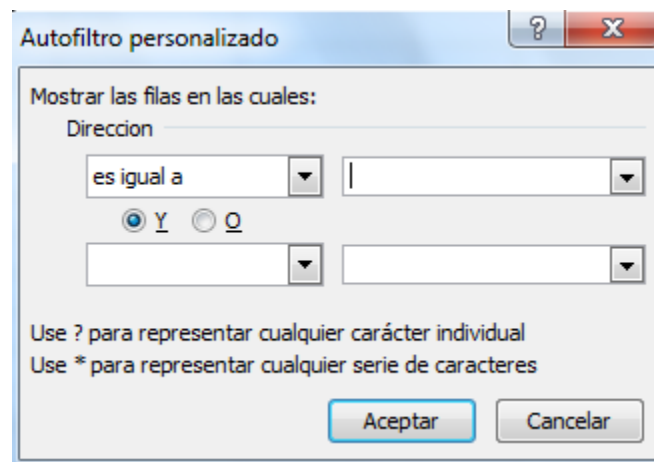 Autofiltro personalizado
Mostrar las filas en las cuales:
Direccion
es igual a
Y O
Use ? para representar cualquier carácter individual
Use * para representar cualquier serie de caracteres
Aceptar Cancelar